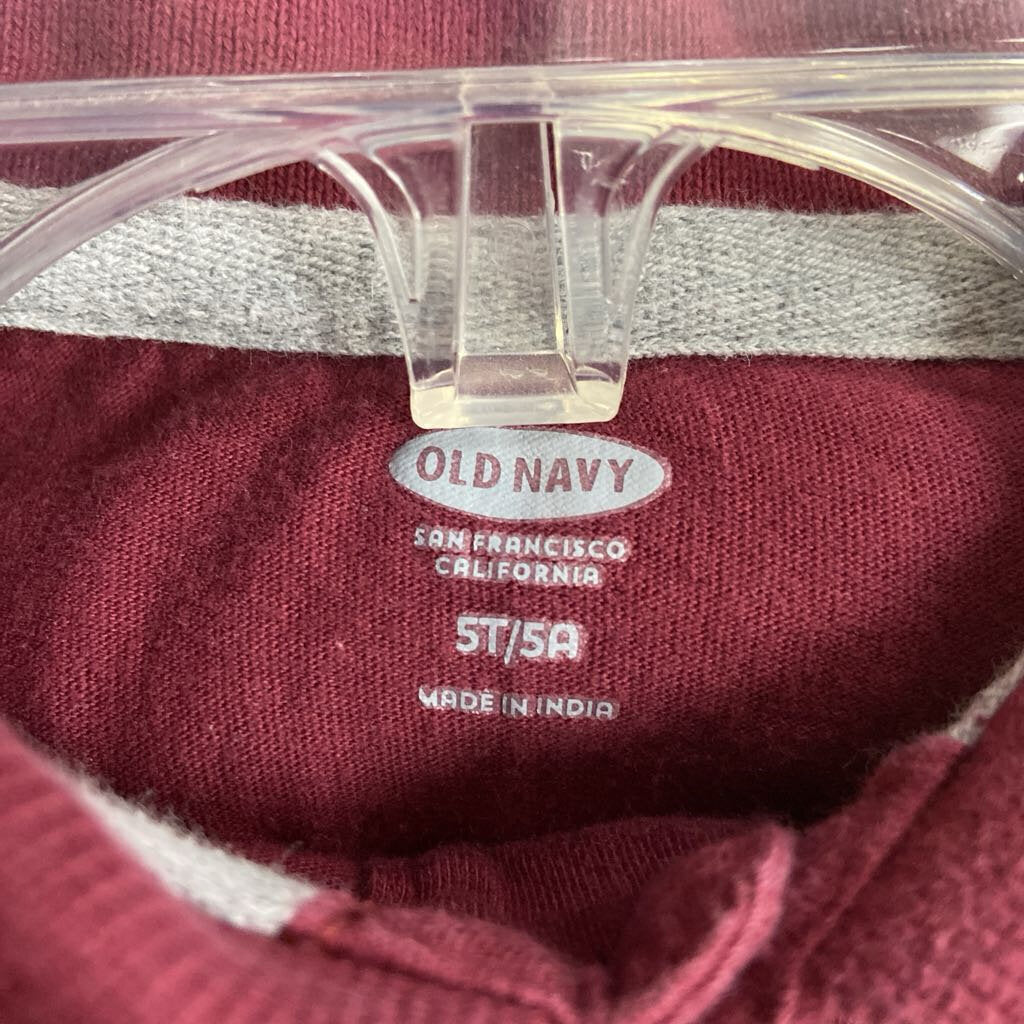 OLD NAVY
SAN FRANCISCO
CALIFORNIA
5T/5A
MADE IN INDIA